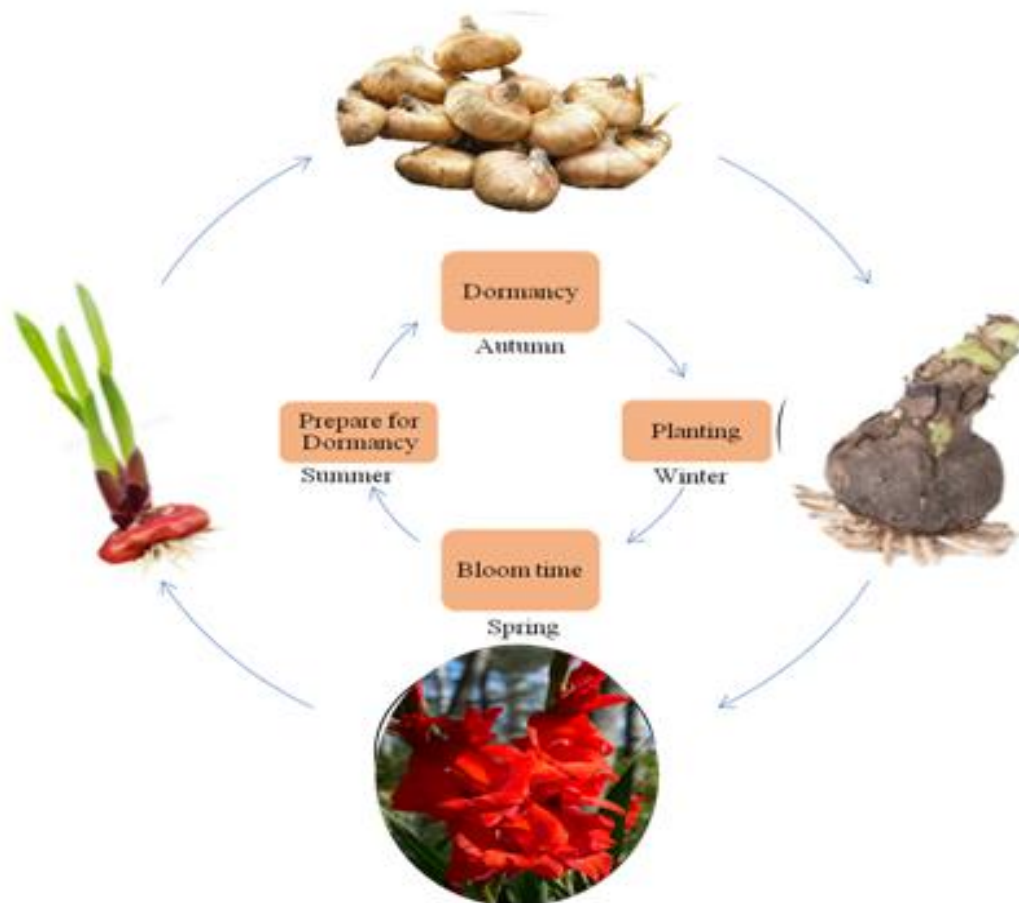 Dormancy
Autumn
Prepare for
Dormancy
Summer
Planting
Winter
Bloom time
Spring